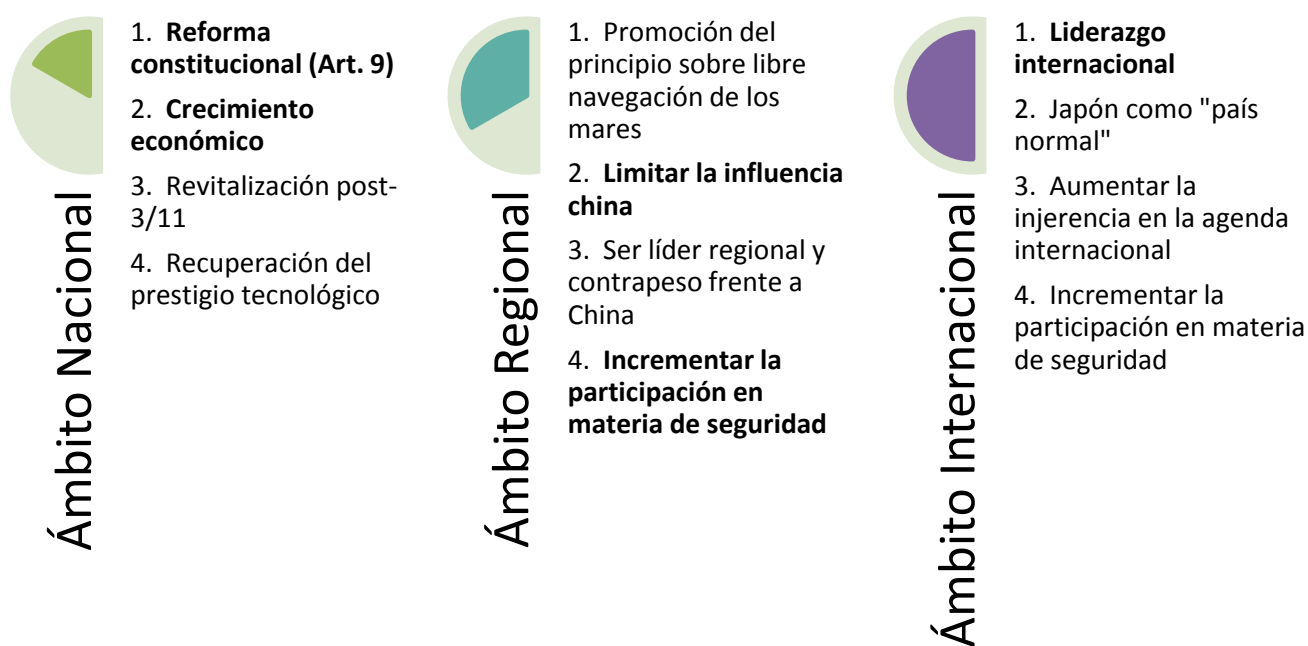 Ámbito Nacional
1. Reforma
constitucional (Art. 9)
2. Crecimiento
económico
3. Revitalización post-
3/11
4. Recuperación del
prestigio tecnológico
Ámbito Regional
1. Promoción del
principio sobre libre
navegación de los
mares
2. Limitar la influencia
china
3. Ser líder regional y
contrapeso frente a
China
4. Incrementar la
participación en
materia de seguridad
Ámbito Internacional
1. Liderazgo
internacional
2. Japón como "país
normal"
3. Aumentar la
injerencia en la agenda
internacional
4. Incrementar la
participación en materia
de seguridad